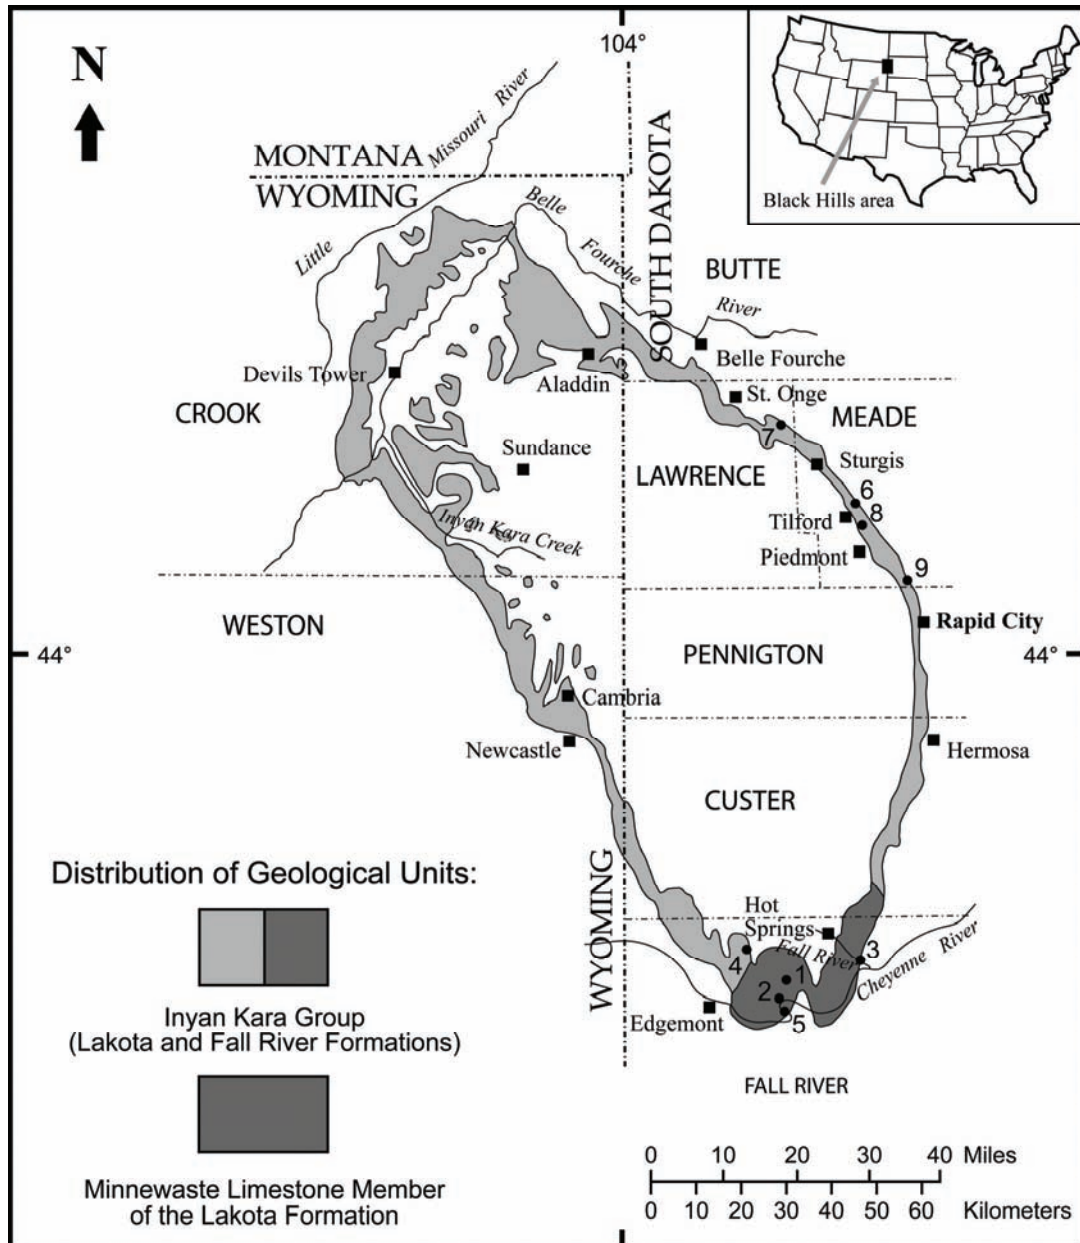 N
104°
Missouri River
MONTANA
WYOMING
Little
Belle
Fourche
River
SOUTH DAKOTA
Black Hills area
BUTTE
Belle Fourche
Devils Tower
Aladdin
St. Onge
CROOK
MEADE
7
Sundance
LAWRENCE
Sturgis
6
Tilford
8
Inyan Kara Creek
Piedmont
9
WESTON
Rapid City
44°
PENNIGTON
44°
Cambria
Newcastle
Hermosa
CUSTER
WYOMING
Distribution of Geological Units:
Hot
Springs
Fall River
3
Cheyenne River
4
1
2
Edgemont
5
Inyan Kara Group
(Lakota and Fall River Formations)
FALL RIVER
Minnewaste Limestone Member
of the Lakota Formation
0 10 20 30 40 Miles
0 10 20 30 40 50 60 Kilometers